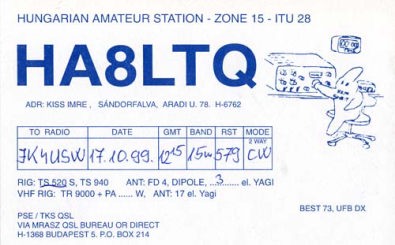 HUNGARIAN AMATEUR STATION - ZONE 15 - ITU 28
HA8LTQ
ADR: KISS IMRE , SÁNDORFALVA, ARADI U. 78. H-6762
TO RADIO DATE GMT BAND RST MODE 2 WAY
JK4USW 17.10.99. 12 15 15m 579 CW
RIG: TS 520 S, TS 940 ANT: FD 4, DIPOLE, ...3...... el. YAGI
VHF RIG: TR 9000 + PA ...... W, ANT: 17 el. Yagi
PSE / TKS QSL
BEST 73, UFB DX
VIA MRASZ QSL BUREAU OR DIRECT
H-1368 BUDAPEST 5. P.O. BOX 214